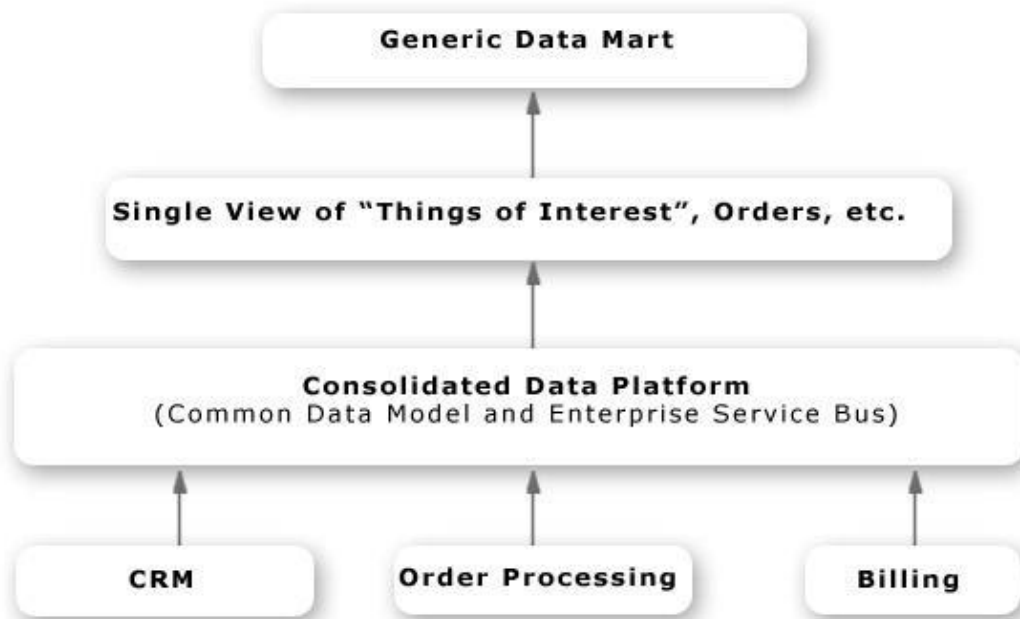 Generic Data Mart
Single View of “Things of Interest”, Orders, etc.
Consolidated Data Platform
(Common Data Model and Enterprise Service Bus)
CRM
Order Processing
Billing